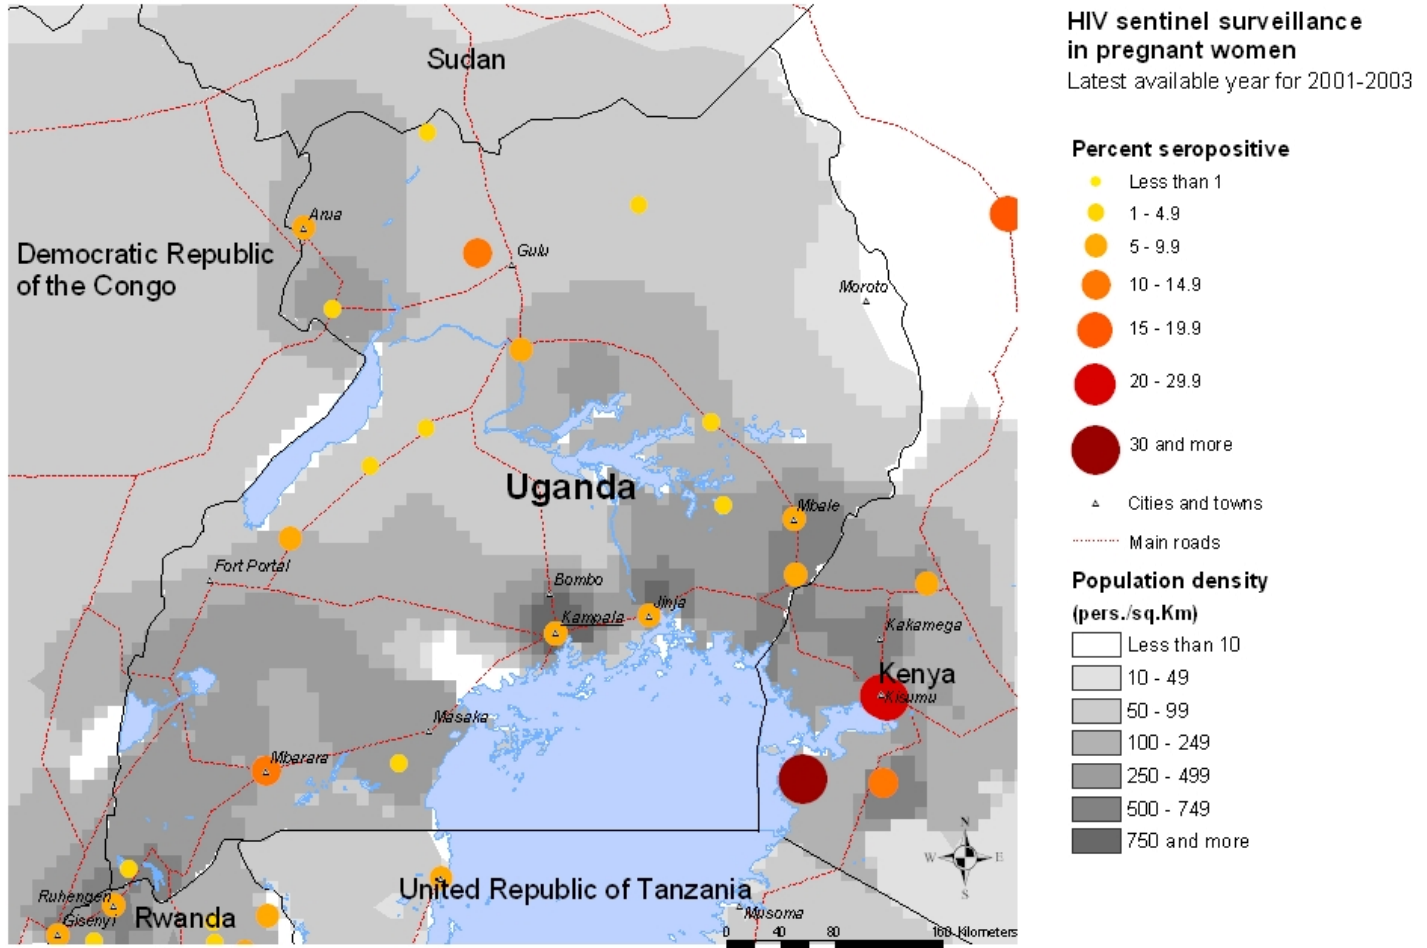 HIV sentinel surveillance
in pregnant women
Latest available year for 2001-2003
Sudan
Percent seropositive
Less than 1
1 - 4.9
5 - 9.9
10 - 14.9
15 - 19.9
20 - 29.9
30 and more
Cities and towns
Main roads
Population density
(pers./sq.Km)
Less than 10
10 - 49
50 - 99
100 - 249
250 - 499
500 - 749
750 and more
Arua
Democratic Republic
of the Congo
Gulu
Moroto
Uganda
Mbale
Fort Portal
Bombo
Jinja
Kampala
Kakamega
Kenya
Kisumu
Masaka
Mbarara
N
W
E
S
United Republic of Tanzania
Ruhengeri
Gisenyi
Rwanda
Musoma
0 40 80 160 Kilometers